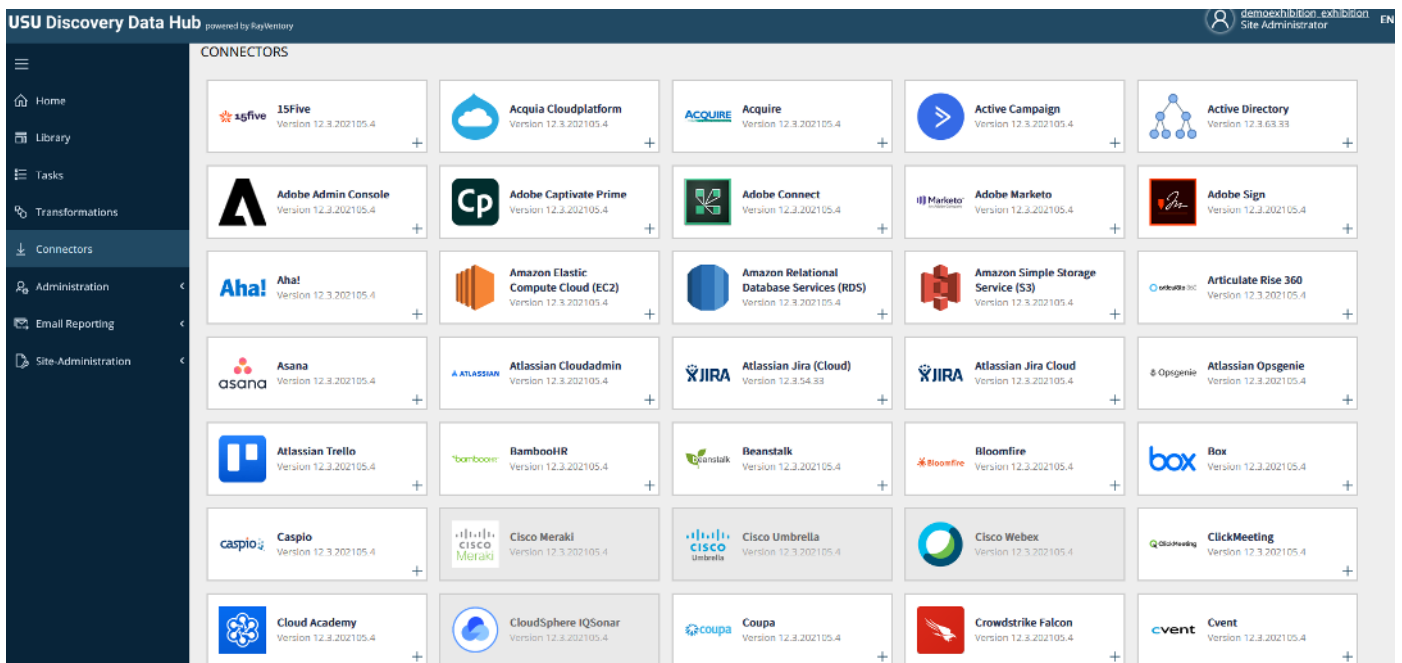 USU Discovery Data Hub powered by RayVentory
demoexhibition_exhibition
Site Administrator
EN
Home
Library
Tasks
Transformations
Connectors
Administration
Email Reporting
Site-Administration
CONNECTORS
15five
15Five
Version 12.3.202105.4
Acquia Cloudplatform
Version 12.3.202105.4
ACQUIRE
Acquire
Version 12.3.202105.4
Active Campaign
Version 12.3.202105.4
Active Directory
Version 12.3.63.33
Adobe Admin Console
Version 12.3.202105.4
Cp
Adobe Captivate Prime
Version 12.3.202105.4
Adobe Connect
Version 12.3.202105.4
Marketo
Adobe Marketo
Version 12.3.202105.4
Adobe Sign
Version 12.3.202105.4
Aha!
Aha!
Version 12.3.202105.4
Amazon Elastic
Compute Cloud (EC2)
Version 12.3.202105.4
Amazon Relational
Database Services (RDS)
Version 12.3.202105.4
Amazon Simple Storage
Service (S3)
Version 12.3.202105.4
Articulate Rise 360
Version 12.3.202105.4
asana
Asana
Version 12.3.202105.4
ATLASSIAN
Atlassian Cloudadmin
Version 12.3.202105.4
JIRA
Atlassian Jira (Cloud)
Version 12.3.54.33
JIRA
Atlassian Jira Cloud
Version 12.3.202105.4
Opsgenie
Atlassian Opsgenie
Version 12.3.202105.4
Atlassian Trello
Version 12.3.202105.4
bambooHR
BambooHR
Version 12.3.202105.4
beanstalk
Beanstalk
Version 12.3.202105.4
Bloomfire
Bloomfire
Version 12.3.202105.4
box
Box
Version 12.3.202105.4
caspio
Caspio
Version 12.3.202105.4
CISCO
Meraki
Cisco Meraki
Version 12.3.202105.4
CISCO
Umbrella
Cisco Umbrella
Version 12.3.202105.4
Cisco Webex
Version 12.3.202105.4
ClickMeeting
ClickMeeting
Version 12.3.202105.4
Cloud Academy
Version 12.3.202105.4
CloudSphere IQSonar
Version 12.3.202105.4
coupa
Coupa
Version 12.3.202105.4
Crowdstrike Falcon
Version 12.3.202105.4
cvent
Cvent
Version 12.3.202105.4